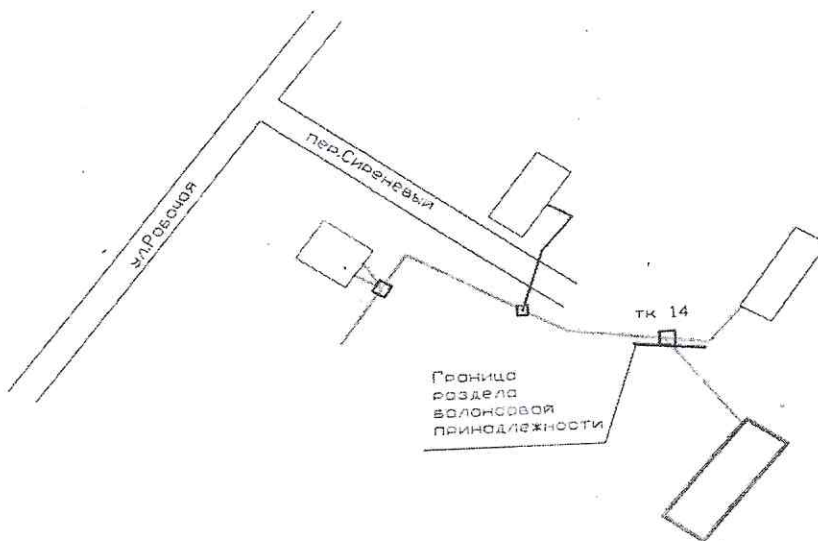 ул.Рабочая
пер.Сиреневый
тк 14
Граница
раздела
балансовой
принадлежности